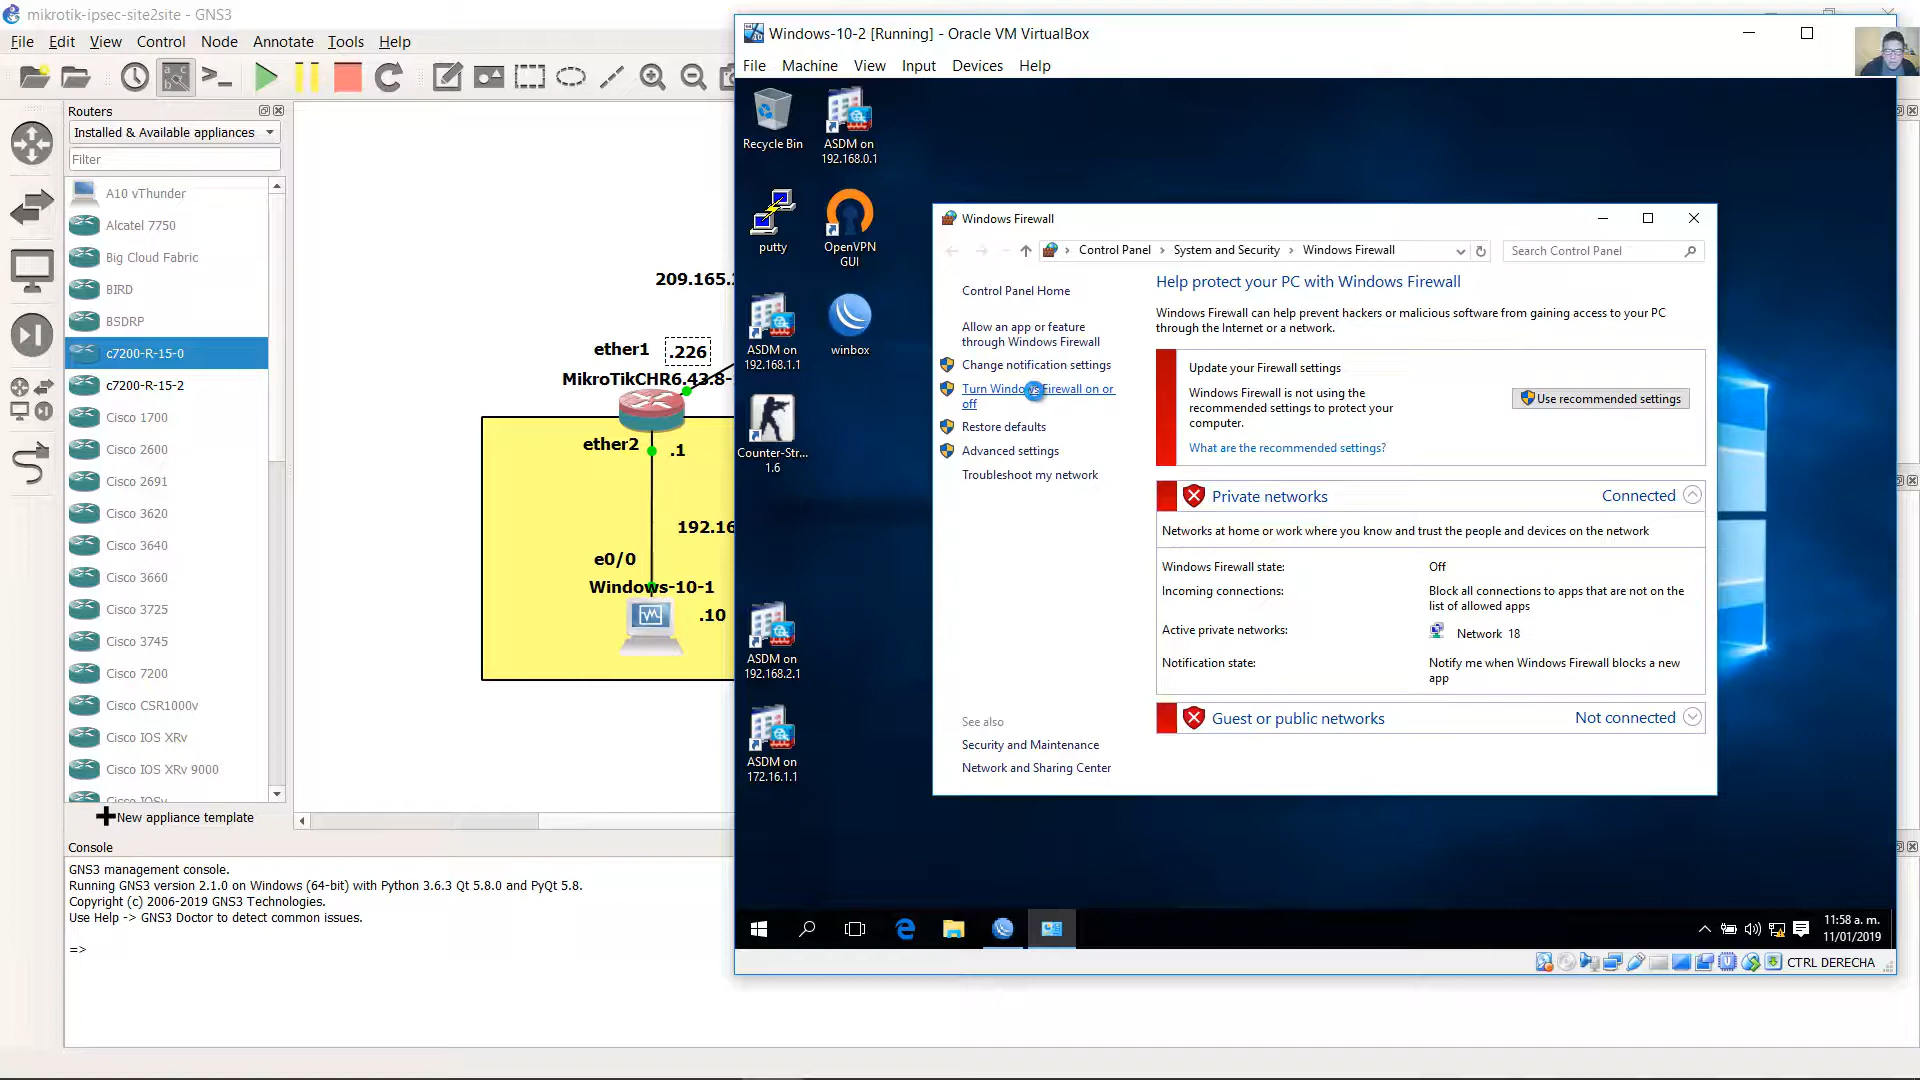 mikrotik-ipsec-site2site - GNS3
File Edit View Control Node Annotate Tools Help
Routers
Installed & Available appliances
Filter
A10 vThunder
Alcatel 7750
Big Cloud Fabric
BIRD
BSDRP
c7200-R-15-0
c7200-R-15-2
Cisco 1700
Cisco 2600
Cisco 2691
Cisco 3620
Cisco 3640
Cisco 3660
Cisco 3725
Cisco 3745
Cisco 7200
Cisco CSR1000v
Cisco IOS XRv
Cisco IOS XRv 9000
Cisco IOSv
New appliance template
209.165.
ether1 .226
MikroTikCHR6.43.8-
ether2 .1
192.16
e0/0
Windows-10-1
.10
Console
GNS3 management console.
Running GNS3 version 2.1.0 on Windows (64-bit) with Python 3.6.3 Qt 5.8.0 and PyQt 5.8.
Copyright (c) 2006-2019 GNS3 Technologies.
Use Help -> GNS3 Doctor to detect common issues.
=>
Windows-10-2 [Running] - Oracle VM VirtualBox
File Machine View Input Devices Help
Recycle Bin
ASDM on
192.168.0.1
putty
OpenVPN
GUI
ASDM on
192.168.1.1
winbox
Counter-Str...
1.6
ASDM on
192.168.2.1
ASDM on
172.16.1.1
Windows Firewall
Control Panel > System and Security > Windows Firewall
Search Control Panel
Control Panel Home
Allow an app or feature
through Windows Firewall
Change notification settings
Turn Windows Firewall on or
off
Restore defaults
Advanced settings
Troubleshoot my network
See also
Security and Maintenance
Network and Sharing Center
Help protect your PC with Windows Firewall
Windows Firewall can help prevent hackers or malicious software from gaining access to your PC
through the Internet or a network.
Update your Firewall settings
Windows Firewall is not using the
recommended settings to protect your
computer.
What are the recommended settings?
Use recommended settings
Private networks Connected
Networks at home or work where you know and trust the people and devices on the network
Windows Firewall state: Off
Incoming connections: Block all connections to apps that are not on the
list of allowed apps
Active private networks: Network 18
Notification state: Notify me when Windows Firewall blocks a new
app
Guest or public networks Not connected
11:58 a. m.
11/01/2019
CTRL DERECHA